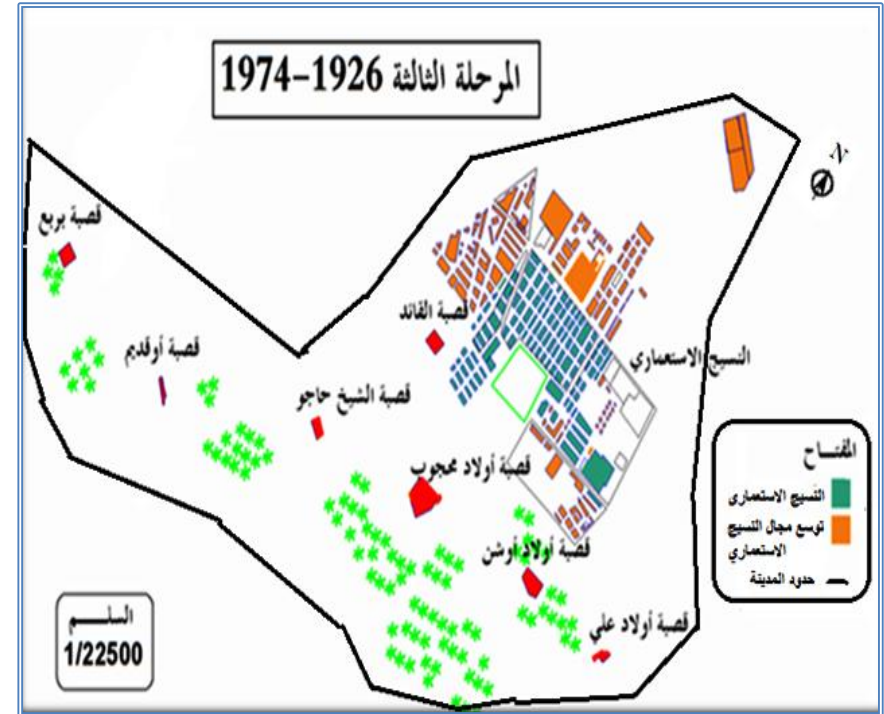 المرحلة الثالثة 1926-1974
N
قصبة بربع
قصبة القائد
قصبة أوقديم
النسيج الاستعماري
قصبة الشيخ حاجو
قصبة أولاد محجوب
قصبة أولاد أوشن
قصبة أولاد علي
المفتاح
النسيج الاستعمارى
توسع مجال النسيج
الاستعماري
حدود المدينة
السلم
1/22500